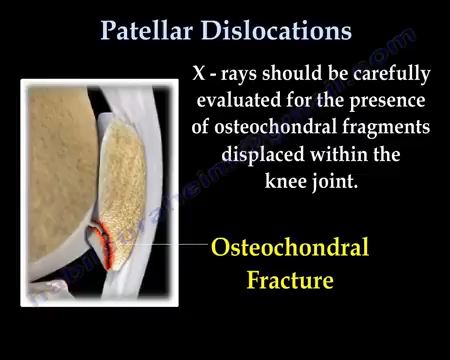 Patellar Dislocations
X - rays should be carefully
evaluated for the presence
of osteochondral fragments
displaced within the
knee joint.
Osteochondral
Fracture